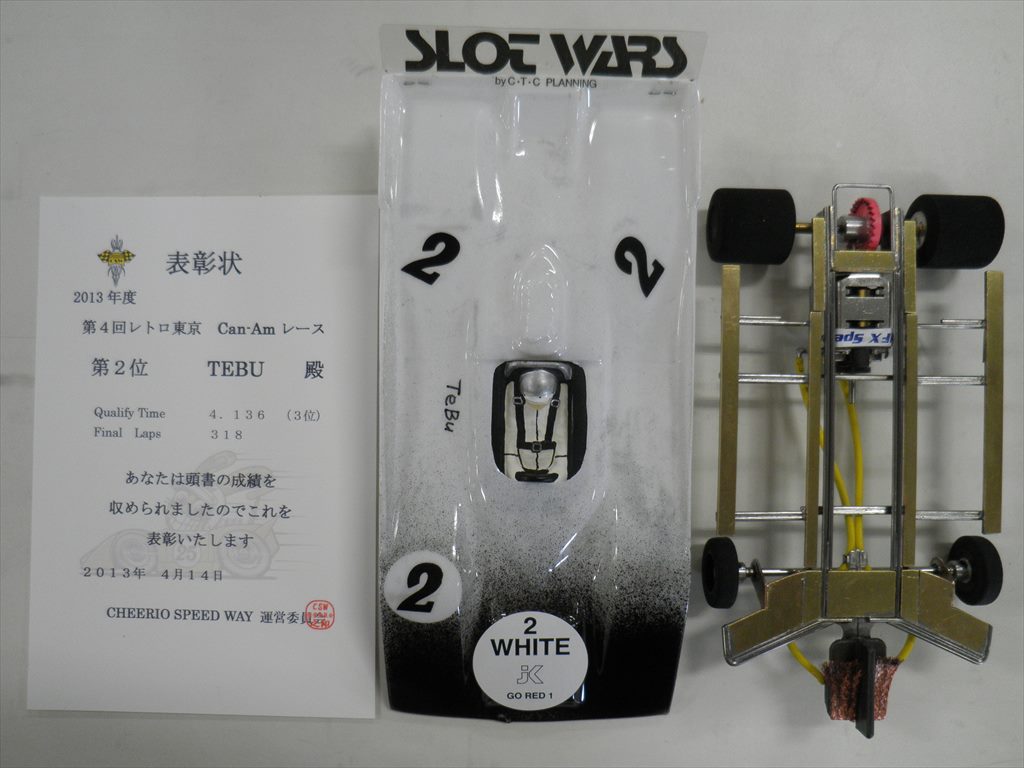 表彰状
2013年度
第4回レトロ東京 Can-Am レース
第2位 TEBU 殿
Qualify Time 4.136 (3位)
Final Laps 318
あなたは頭書の成績を
収められましたのでこれを
表彰いたします
2013年 4月14日
CHEERIO SPEED WAY 運営委員
SLOT WARS
by C・T・C PLANNING
2
2
TeBu
2
2
WHITE
JK
GO RED 1